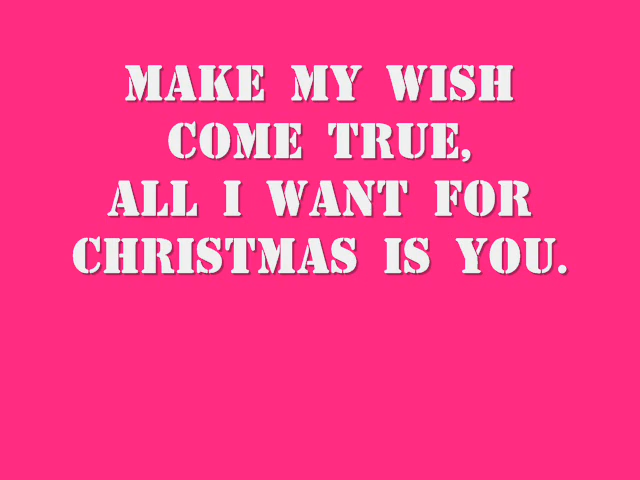 MAKE MY WISH
COME TRUE,
ALL I WANT FOR
CHRISTMAS IS YOU.